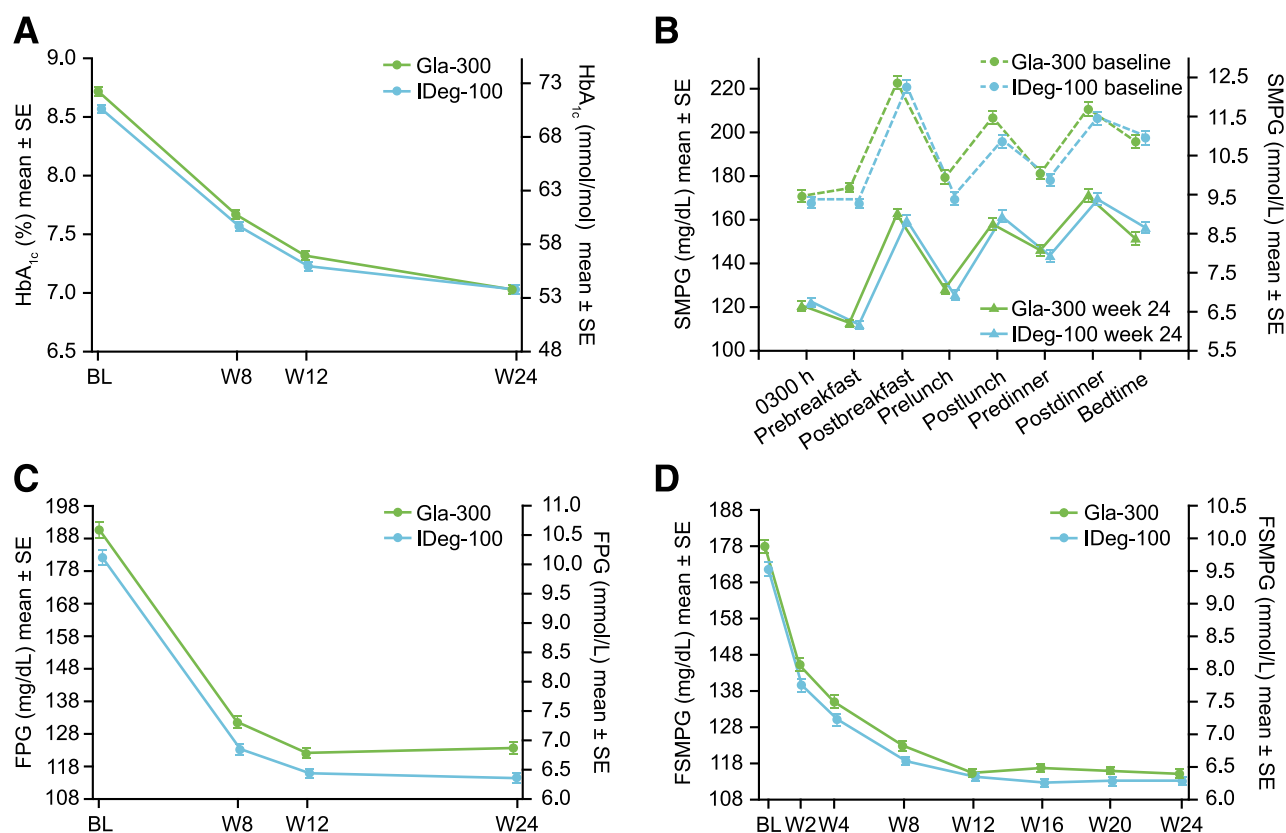 A
HbA1c (%) mean ± SE
9.0
8.5
8.0
7.5
7.0
6.5
Gla-300
IDeg-100
73
68
63
58
53
48
HbA1c (mmol/mol) mean ± SE
BL W8 W12 W24
B
SMPG (mg/dL) mean ± SE
220
200
180
160
140
120
100
Gla-300 baseline
IDeg-100 baseline
Gla-300 week 24
IDeg-100 week 24
12.5
11.5
10.5
9.5
8.5
7.5
6.5
5.5
SMPG (mmol/L) mean ± SE
0300 h
Prebreakfast
Postbreakfast
Prelunch
Postlunch
Predinner
Postdinner
Bedtime
C
FPG (mg/dL) mean ± SE
198
188
178
168
158
148
138
128
118
108
Gla-300
IDeg-100
11.0
10.5
10.0
9.5
9.0
8.5
8.0
7.5
7.0
6.5
6.0
FPG (mmol/L) mean ± SE
BL W8 W12 W24
D
FSMPG (mg/dL) mean ± SE
188
178
168
158
148
138
128
118
108
Gla-300
IDeg-100
10.5
10.0
9.5
9.0
8.5
8.0
7.5
7.0
6.5
6.0
FSMPG (mmol/L) mean ± SE
BL W2 W4 W8 W12 W16 W20 W24